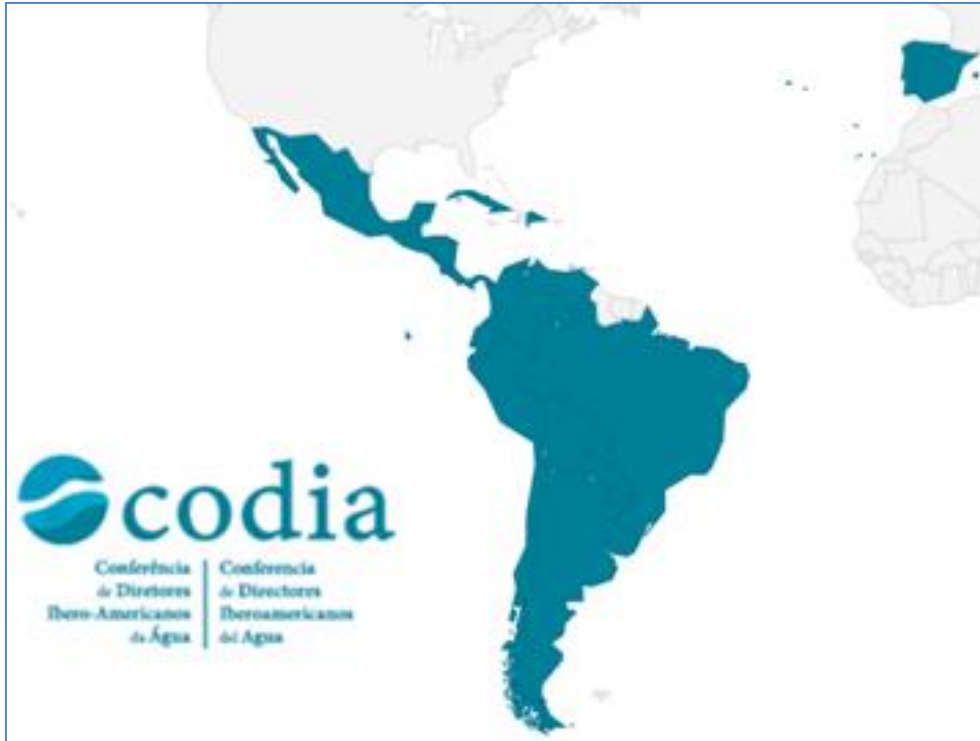 codia
Conferência
de Diretores
Ibero-Americanos
da Água
Conferencia
de Directores
Iberoamericanos
del Agua